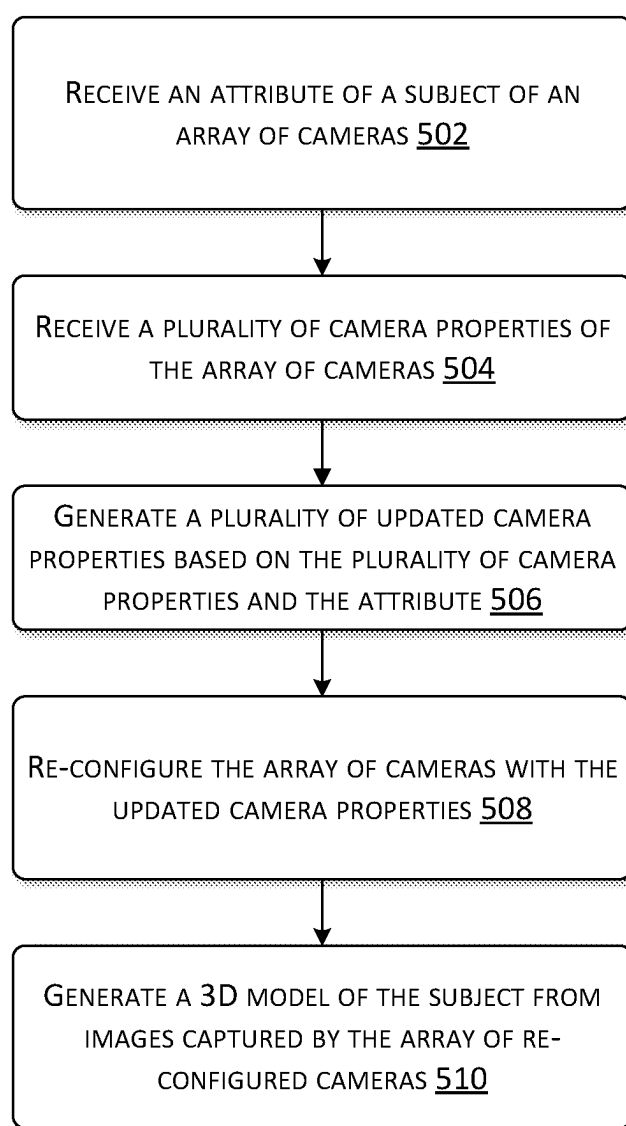 RECEIVE AN ATTRIBUTE OF A SUBJECT OF AN
ARRAY OF CAMERAS 502
RECEIVE A PLURALITY OF CAMERA PROPERTIES OF
THE ARRAY OF CAMERAS 504
GENERATE A PLURALITY OF UPDATED CAMERA
PROPERTIES BASED ON THE PLURALITY OF CAMERA
PROPERTIES AND THE ATTRIBUTE 506
RE-CONFIGURE THE ARRAY OF CAMERAS WITH THE
UPDATED CAMERA PROPERTIES 508
GENERATE A 3D MODEL OF THE SUBJECT FROM
IMAGES CAPTURED BY THE ARRAY OF RE-
CONFIGURED CAMERAS 510